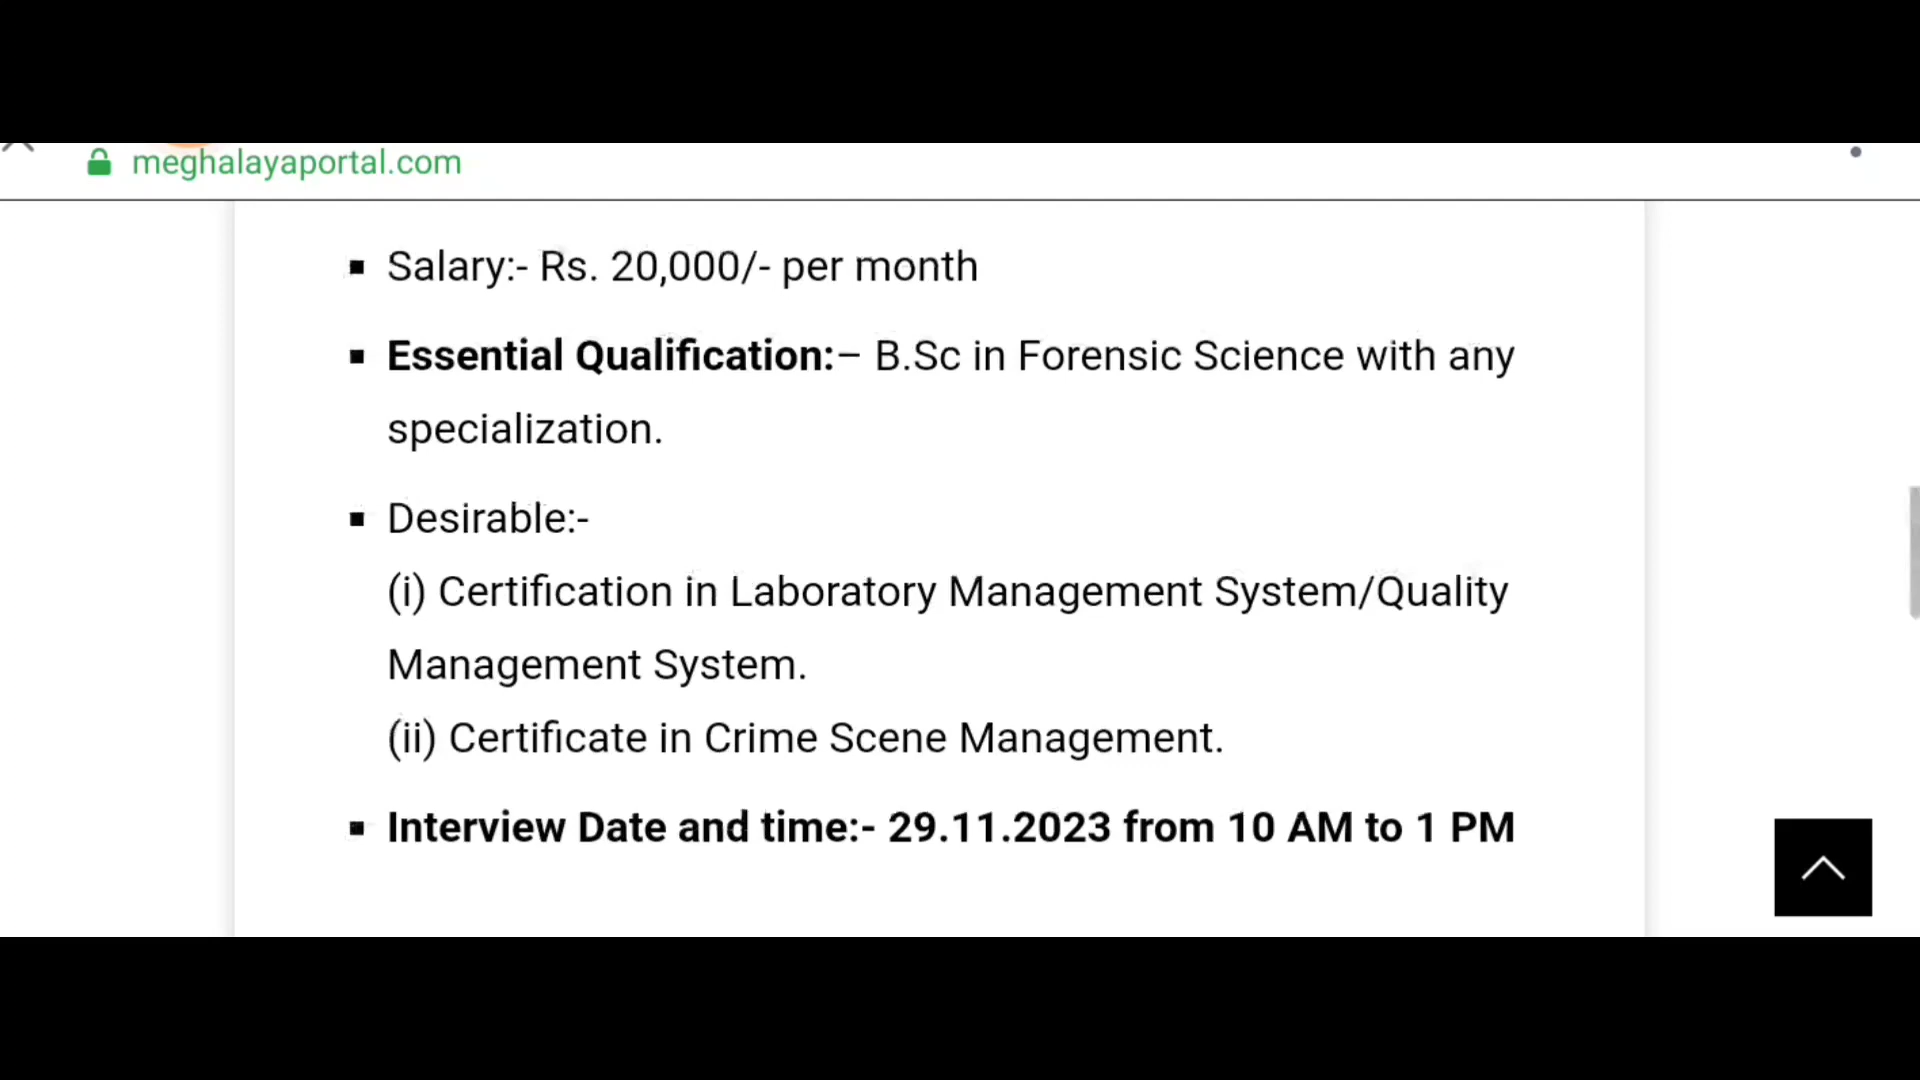 meghalayaportal.com
Salary:- Rs. 20,000/- per month
Essential Qualification:– B.Sc in Forensic Science with any
specialization.
Desirable:-
(i) Certification in Laboratory Management System/Quality
Management System.
(ii) Certificate in Crime Scene Management.
Interview Date and time:- 29.11.2023 from 10 AM to 1 PM